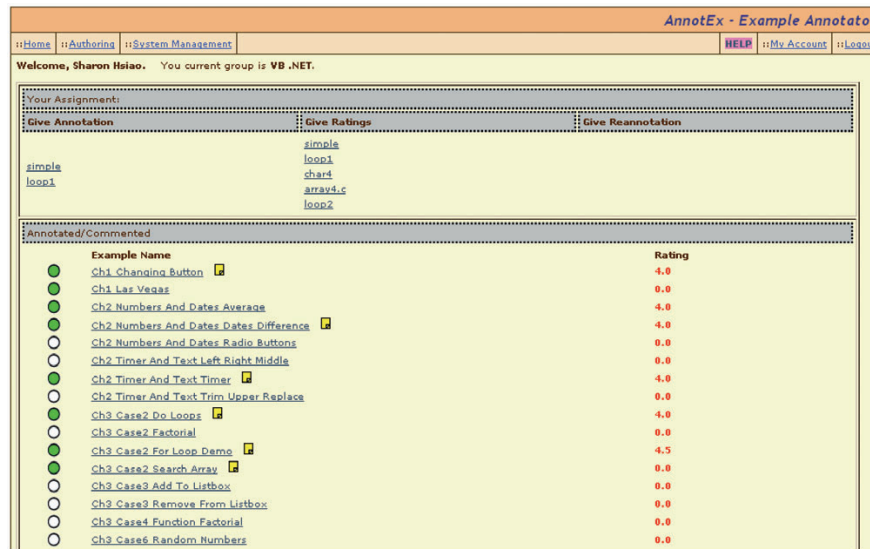 AnnotEx - Example Annotato
::Home ::Authoring ::System Management HELP ::My Account ::Logou
Welcome, Sharon Hsiao. You current group is VB .NET.
Your Assignment:
Give Annotation Give Ratings Give Reannotation
simple
loop1
simple
loop1
char4
array4.c
loop2
Annotated/Commented
Example Name Rating
Ch1 Changing Button 4.0
Ch1 Las Vegas 0.0
Ch2 Numbers And Dates Average 4.0
Ch2 Numbers And Dates Dates Difference 4.0
Ch2 Numbers And Dates Radio Buttons 0.0
Ch2 Timer And Text Left Right Middle 0.0
Ch2 Timer And Text Timer 4.0
Ch2 Timer And Text Trim Upper Replace 0.0
Ch3 Case2 Do Loops 4.0
Ch3 Case2 Factorial 0.0
Ch3 Case2 For Loop Demo 4.5
Ch3 Case2 Search Array 0.0
Ch3 Case3 Add To Listbox 0.0
Ch3 Case3 Remove From Listbox 0.0
Ch3 Case4 Function Factorial 0.0
Ch3 Case6 Random Numbers 0.0